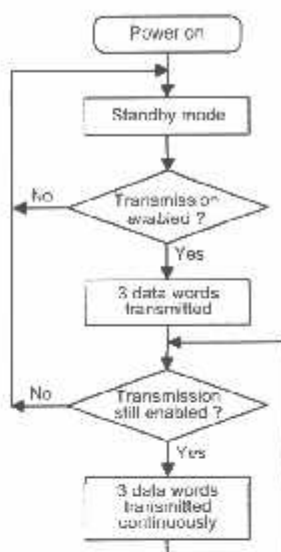 Power on
Standby mode
No
Transmission
enabled ?
Yes
3 data words
transmitted
No
Transmission
still enabled ?
Yes
3 data words
transmitted
continuously